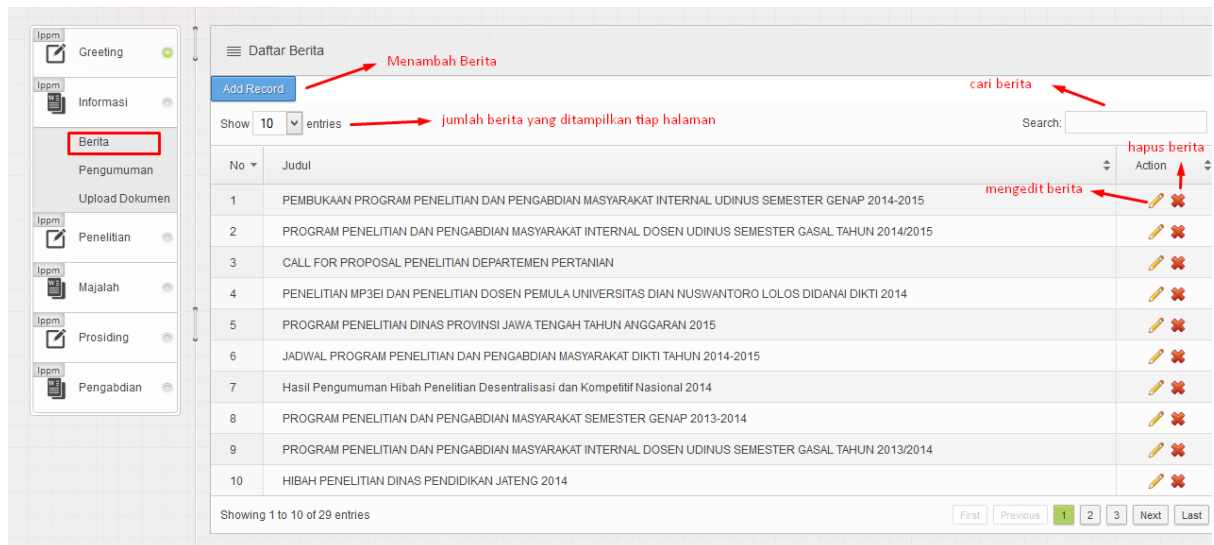 lppm
Greeting
lppm
Informasi
Berita
Pengumuman
Upload Dokumen
lppm
Penelitian
lppm
Majalah
lppm
Prosiding
lppm
Pengabdian
Daftar Berita
Menambah Berita
Add Record
cari berita
Show 10 entries
jumlah berita yang ditampilkan tiap halaman
Search:
hapus berita
No Judul Action
mengedit berita
1 PEMBUKAAN PROGRAM PENELITIAN DAN PENGABDIAN MASYARAKAT INTERNAL UDINUS SEMESTER GENAP 2014-2015
2 PROGRAM PENELITIAN DAN PENGABDIAN MASYARAKAT INTERNAL DOSEN UDINUS SEMESTER GASAL TAHUN 2014/2015
3 CALL FOR PROPOSAL PENELITIAN DEPARTEMEN PERTANIAN
4 PENELITIAN MP3EI DAN PENELITIAN DOSEN PEMULA UNIVERSITAS DIAN NUSWANTORO LOLOS DIDANAI DIKTI 2014
5 PROGRAM PENELITIAN DINAS PROVINSI JAWA TENGAH TAHUN ANGGARAN 2015
6 JADWAL PROGRAM PENELITIAN DAN PENGABDIAN MASYARAKAT DIKTI TAHUN 2014-2015
7 Hasil Pengumuman Hibah Penelitian Desentralisasi dan Kompetitif Nasional 2014
8 PROGRAM PENELITIAN DAN PENGABDIAN MASYARAKAT SEMESTER GENAP 2013-2014
9 PROGRAM PENELITIAN DAN PENGABDIAN MASYARAKAT INTERNAL DOSEN UDINUS SEMESTER GASAL TAHUN 2013/2014
10 HIBAH PENELITIAN DINAS PENDIDIKAN JATENG 2014
Showing 1 to 10 of 29 entries
First Previous 1 2 3 Next Last